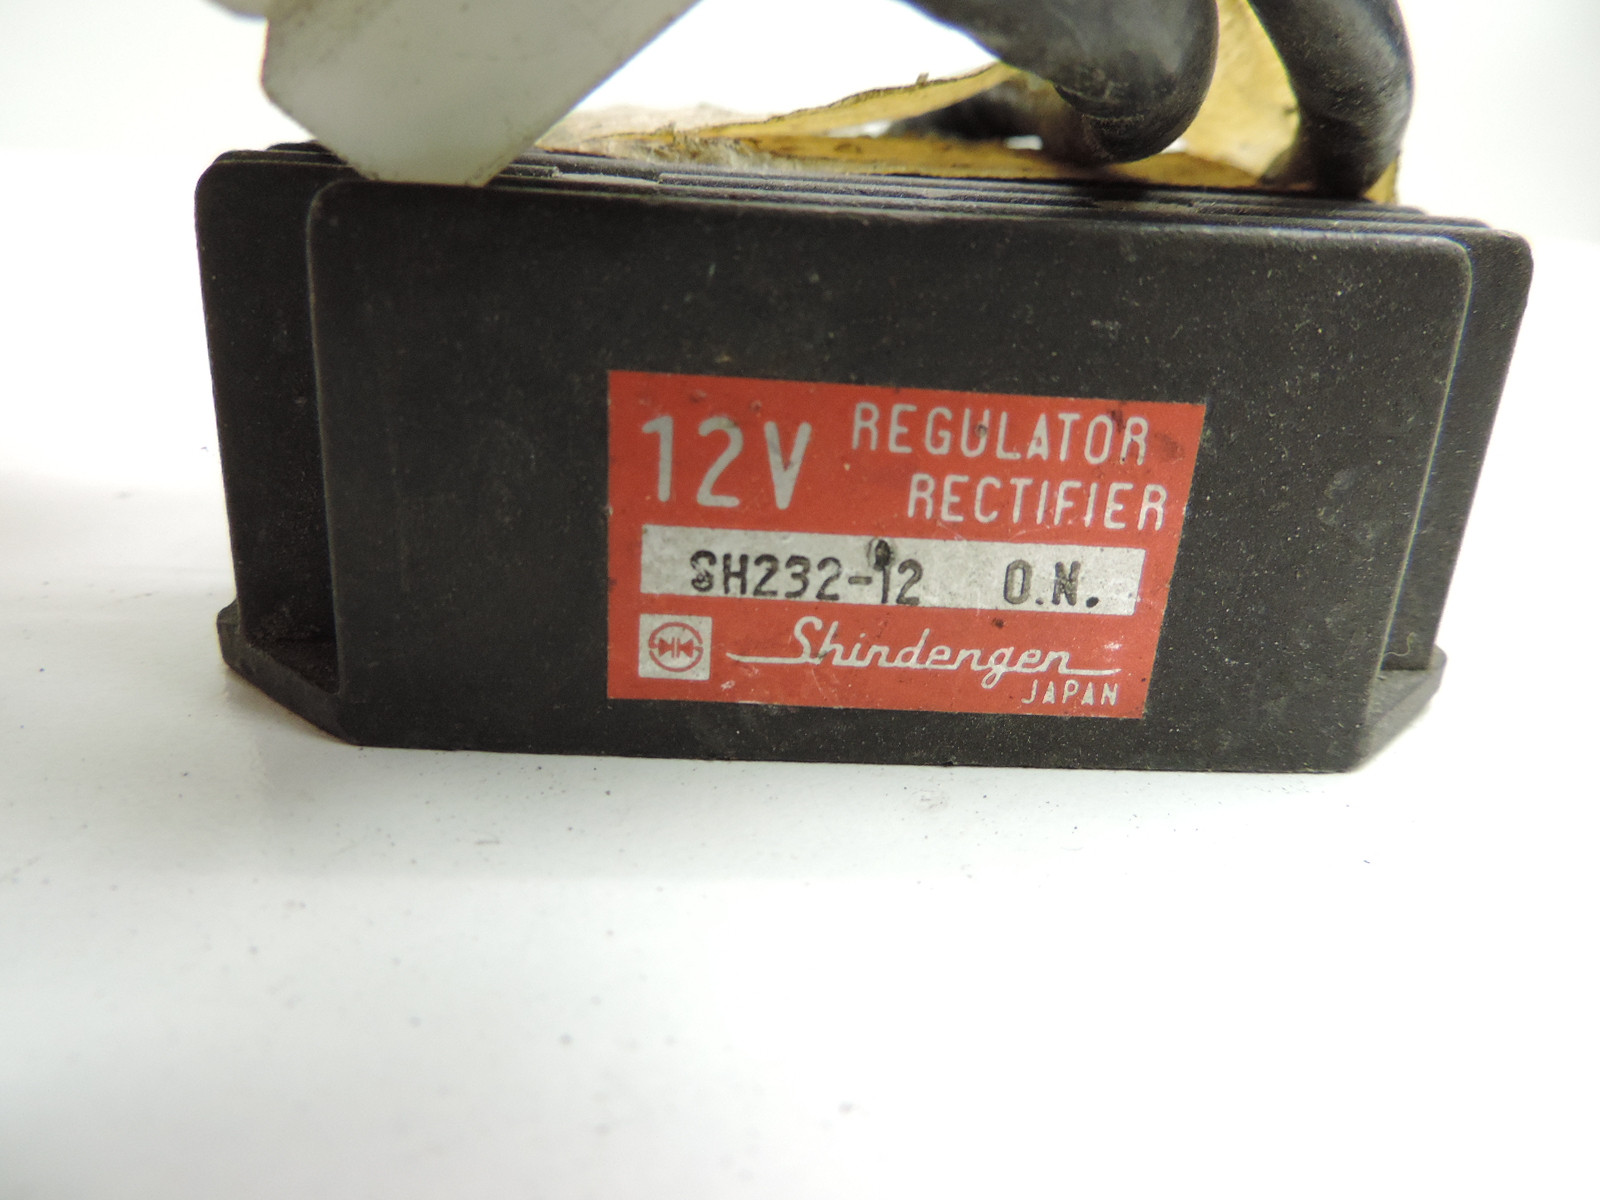 12V REGULATOR
RECTIFIER
SH232-12 O.N.
Shindengen
JAPAN